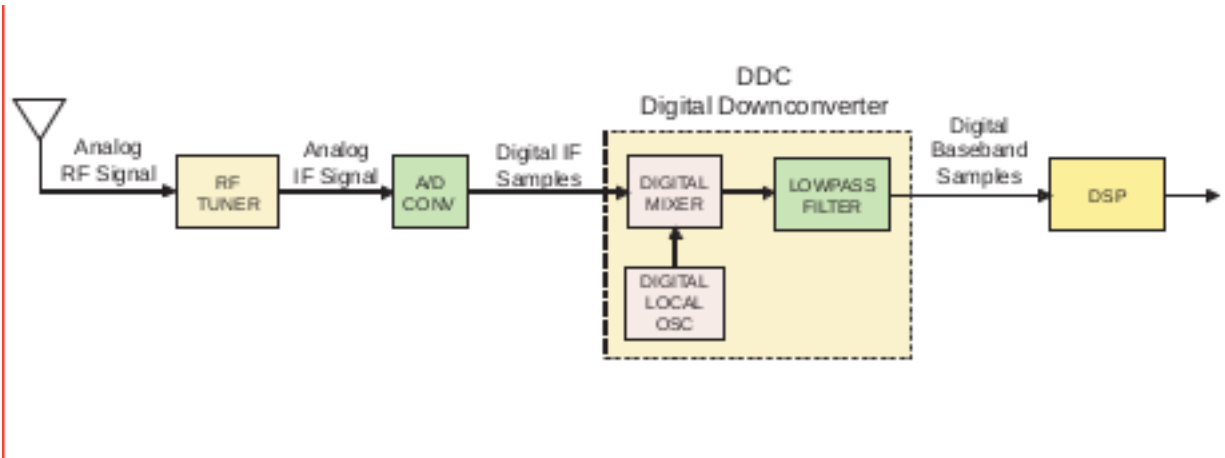 DDC
Digital Downconverter
Analog
RF Signal
RF
TUNER
Analog
IF Signal
A/D
CONV
Digital IF
Samples
DIGITAL
MIXER
DIGITAL
LOCAL
OSC
LOWPASS
FILTER
Digital
Baseband
Samples
DSP